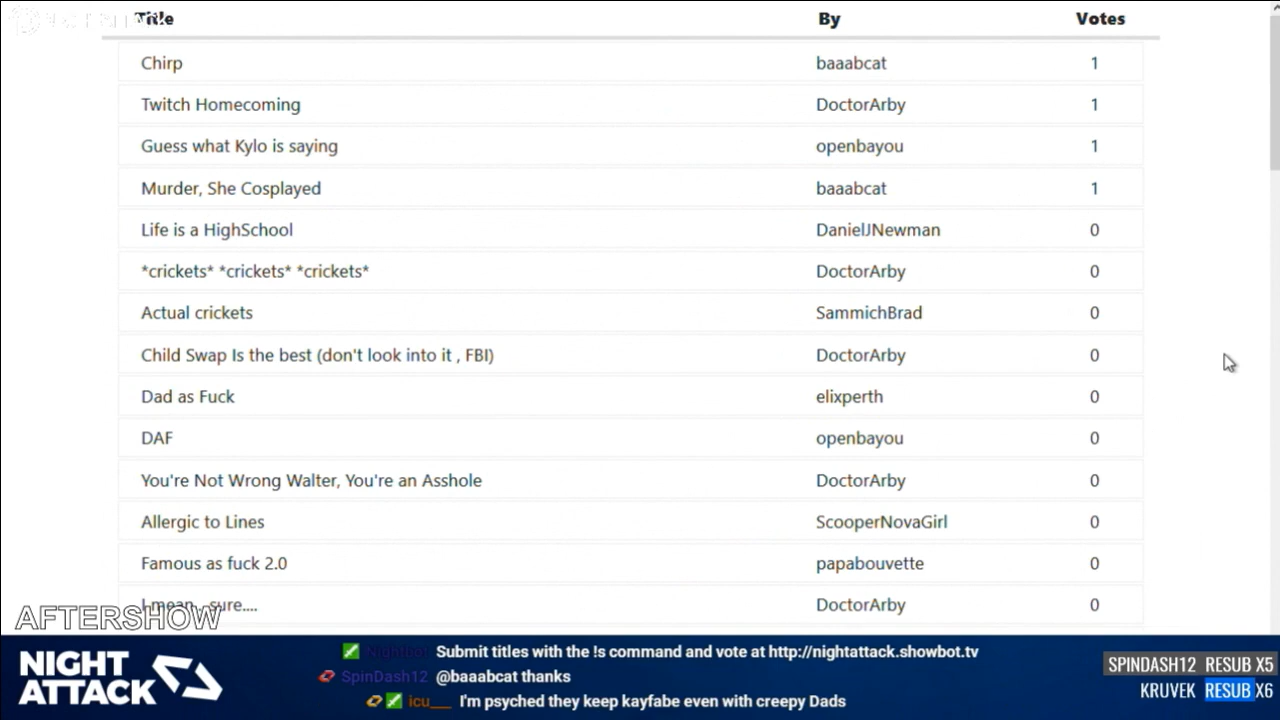 Title By Votes
Chirp baaabcat 1
Twitch Homecoming DoctorArby 1
Guess what Kylo is saying openbayou 1
Murder, She Cosplayed baaabcat 1
Life is a HighSchool DanielJNewman 0
*crickets* *crickets* *crickets* DoctorArby 0
Actual crickets SammichBrad 0
Child Swap Is the best (don't look into it , FBI) DoctorArby 0
Dad as Fuck elixperth 0
DAF openbayou 0
You're Not Wrong Walter, You're an Asshole DoctorArby 0
Allergic to Lines ScooperNovaGirl 0
Famous as fuck 2.0 papabouvette 0
I mean...sure.... DoctorArby 0
AFTERSHOW
NIGHT ATTACK
NightBot Submit titles with the !s command and vote at http://nightattack.showbot.tv
SpinDash12 @baaabcat thanks
icu___ I'm psyched they keep kayfabe even with creepy Dads
SPINDASH12 RESUB X5
KRUVEK RESUB X6